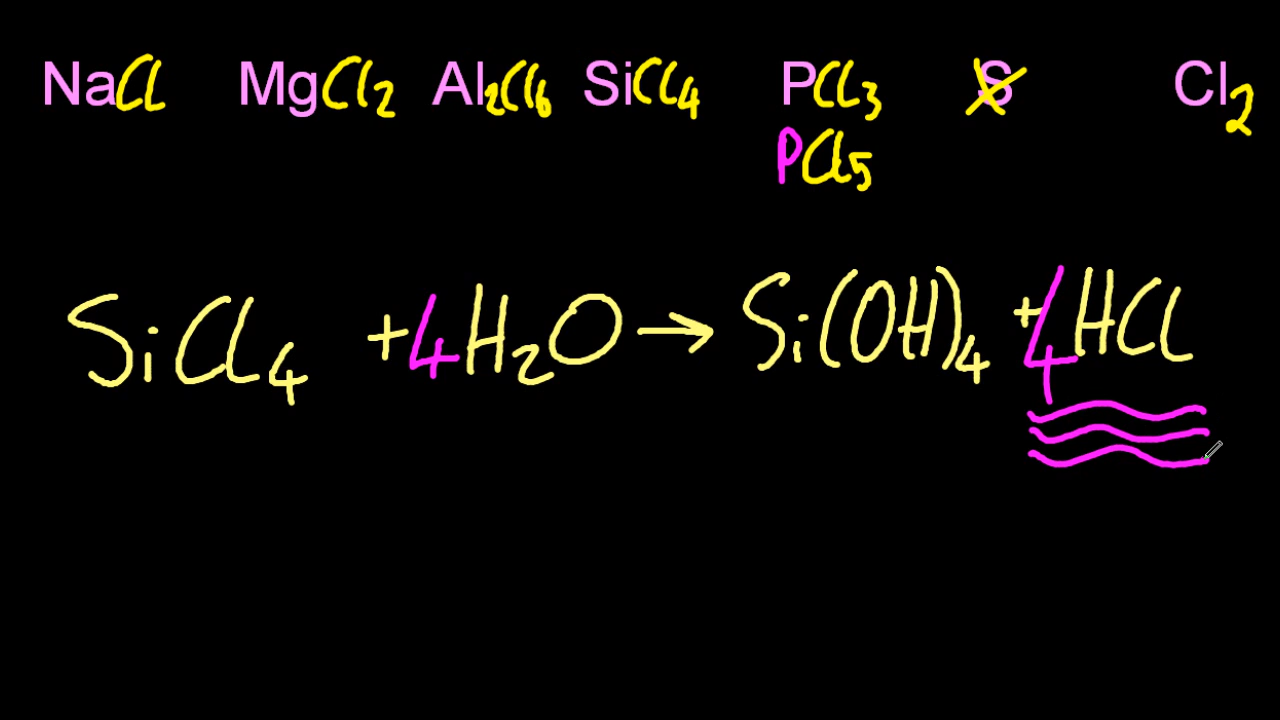 NaCl MgCl2 Al2Cl6 SiCl4 PCl3 S Cl2
PCl5
SiCl4 + 4H2O → Si(OH)4 + 4HCl